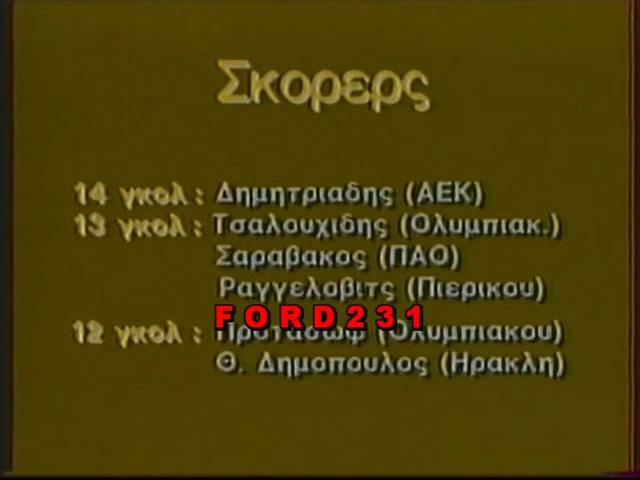 Σκορερς
14 γκολ : Δημητριαδης (ΑΕΚ)
13 γκολ : Τσαλουχιδης (Ολυμπιακ.)
Σαραβακος (ΠΑΟ)
Ραγγελοβιτς (Πιερικου)
FORD231
12 γκολ : Προτασωφ (Ολυμπιακου)
Θ. Δημοπουλος (Ηρακλη)